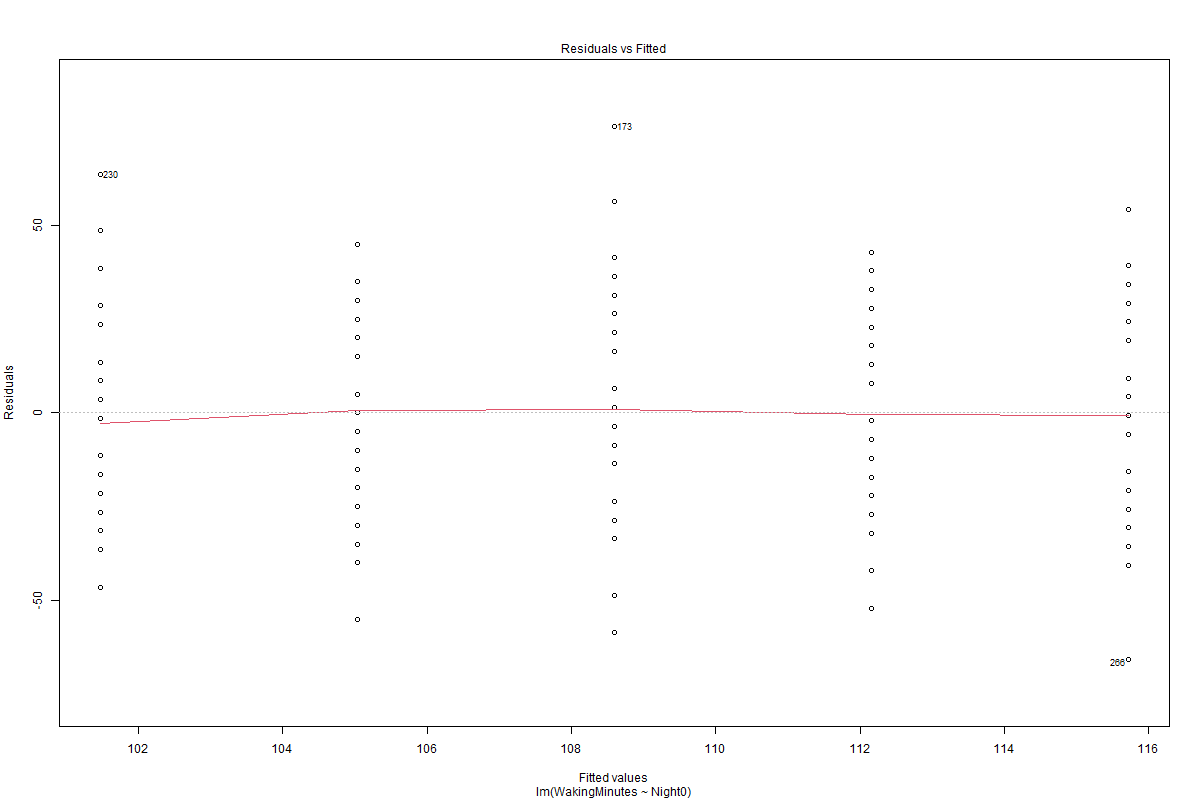 Residuals vs Fitted
173
230
266
50
0
-50
Residuals
102 104 106 108 110 112 114 116
Fitted values
lm(WakingMinutes ~ Night0)